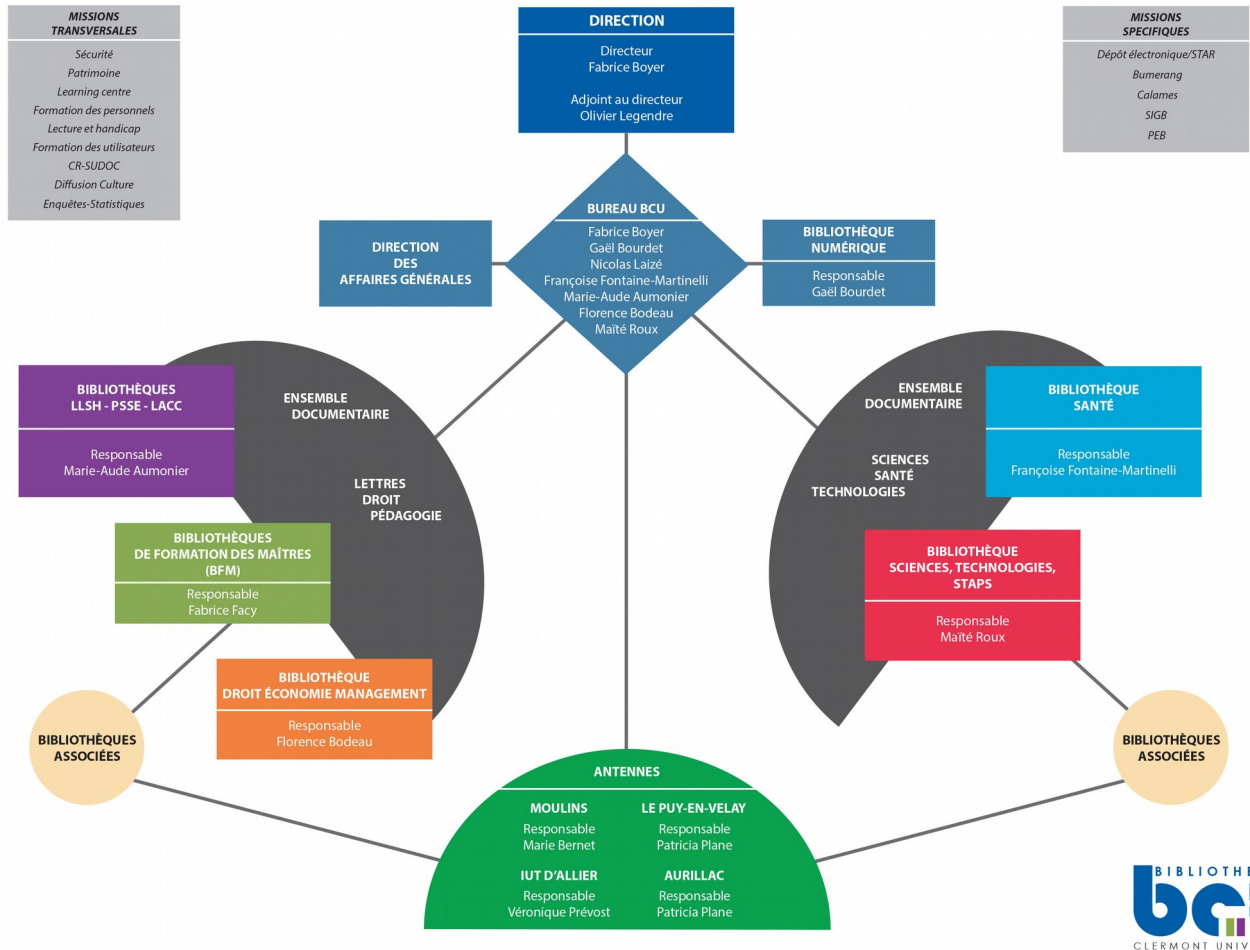 MISSIONS
TRANSVERSALES
Sécurité
Patrimoine
Learning centre
Formation des personnels
Lecture et handicap
Formation des utilisateurs
CR-SUDOC
Diffusion Culture
Enquêtes-Statistiques
DIRECTION
Directeur
Fabrice Boyer
Adjoint au directeur
Olivier Legendre
MISSIONS
SPECIFIQUES
Dépôt électronique/STAR
Bumerang
Calames
SIGB
PEB
DIRECTION
DES
AFFAIRES GÉNÉRALES
BUREAU BCU
Fabrice Boyer
Gaël Bourdet
Nicolas Laizé
Françoise Fontaine-Martinelli
Marie-Aude Aumonier
Florence Bodeau
Maïté Roux
BIBLIOTHÈQUE
NUMÉRIQUE
Responsable
Gaël Bourdet
BIBLIOTHÈQUES
LLSH - PSSE - LACC
Responsable
Marie-Aude Aumonier
ENSEMBLE
DOCUMENTAIRE
LETTRES
DROIT
PÉDAGOGIE
BIBLIOTHÈQUES
DE FORMATION DES MAÎTRES
(BFM)
Responsable
Fabrice Facy
BIBLIOTHÈQUE
DROIT ÉCONOMIE MANAGEMENT
Responsable
Florence Bodeau
BIBLIOTHÈQUES
ASSOCIÉES
ENSEMBLE
DOCUMENTAIRE
SCIENCES
SANTÉ
TECHNOLOGIES
BIBLIOTHÈQUE
SANTÉ
Responsable
Françoise Fontaine-Martinelli
BIBLIOTHÈQUE
SCIENCES, TECHNOLOGIES,
STAPS
Responsable
Maïté Roux
BIBLIOTHÈQUES
ASSOCIÉES
ANTENNES
MOULINS
Responsable
Marie Bernet
LE PUY-EN-VELAY
Responsable
Patricia Plane
IUT D'ALLIER
Responsable
Véronique Prévost
AURILLAC
Responsable
Patricia Plane
BIBLIOTHE
CLERMONT UNIV